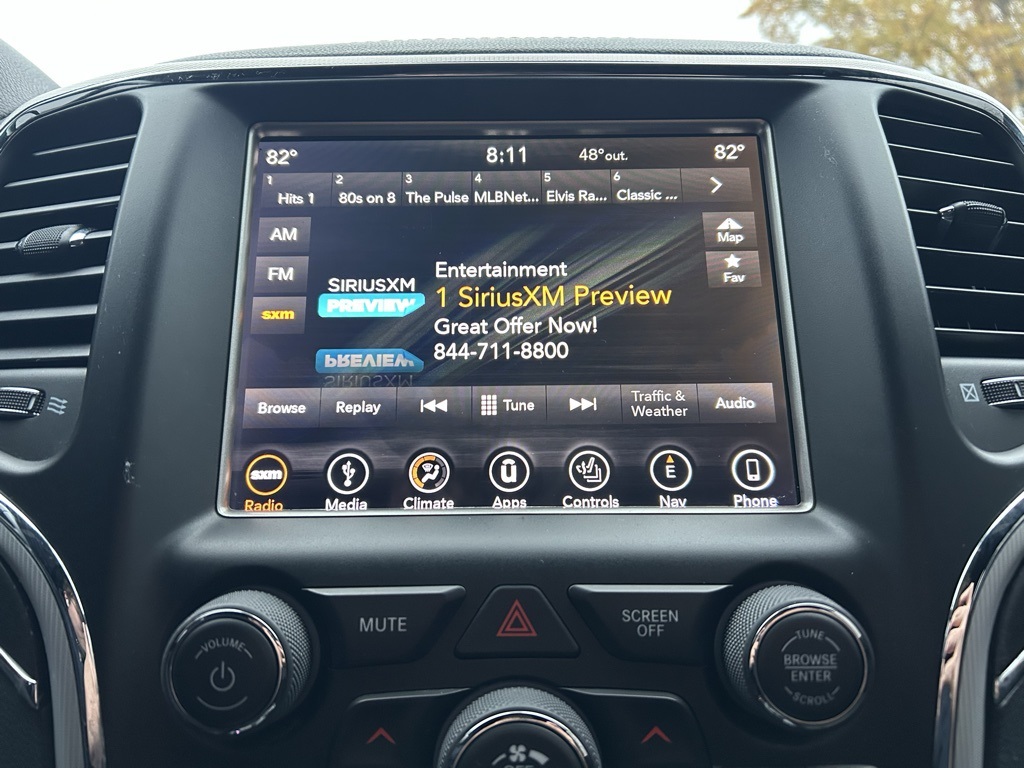 82° 8:11 48°out. 82°
1 2 3 4 5 6
Hits 1 80s on 8 The Pulse MLBNet... Elvis Ra... Classic ...
AM
Map
FM
Fav
sxm
SIRIUSXM
PREVIEW
Entertainment
1 SiriusXM Preview
Great Offer Now!
844-711-8800
PREVIEW
SIRIUSXM
Browse Replay Tune Traffic & Weather Audio
sxm E
Radio Media Climate Apps Controls Nav Phone
VOLUME
MUTE
SCREEN
OFF
TUNE
BROWSE
ENTER
SCROLL
OFF